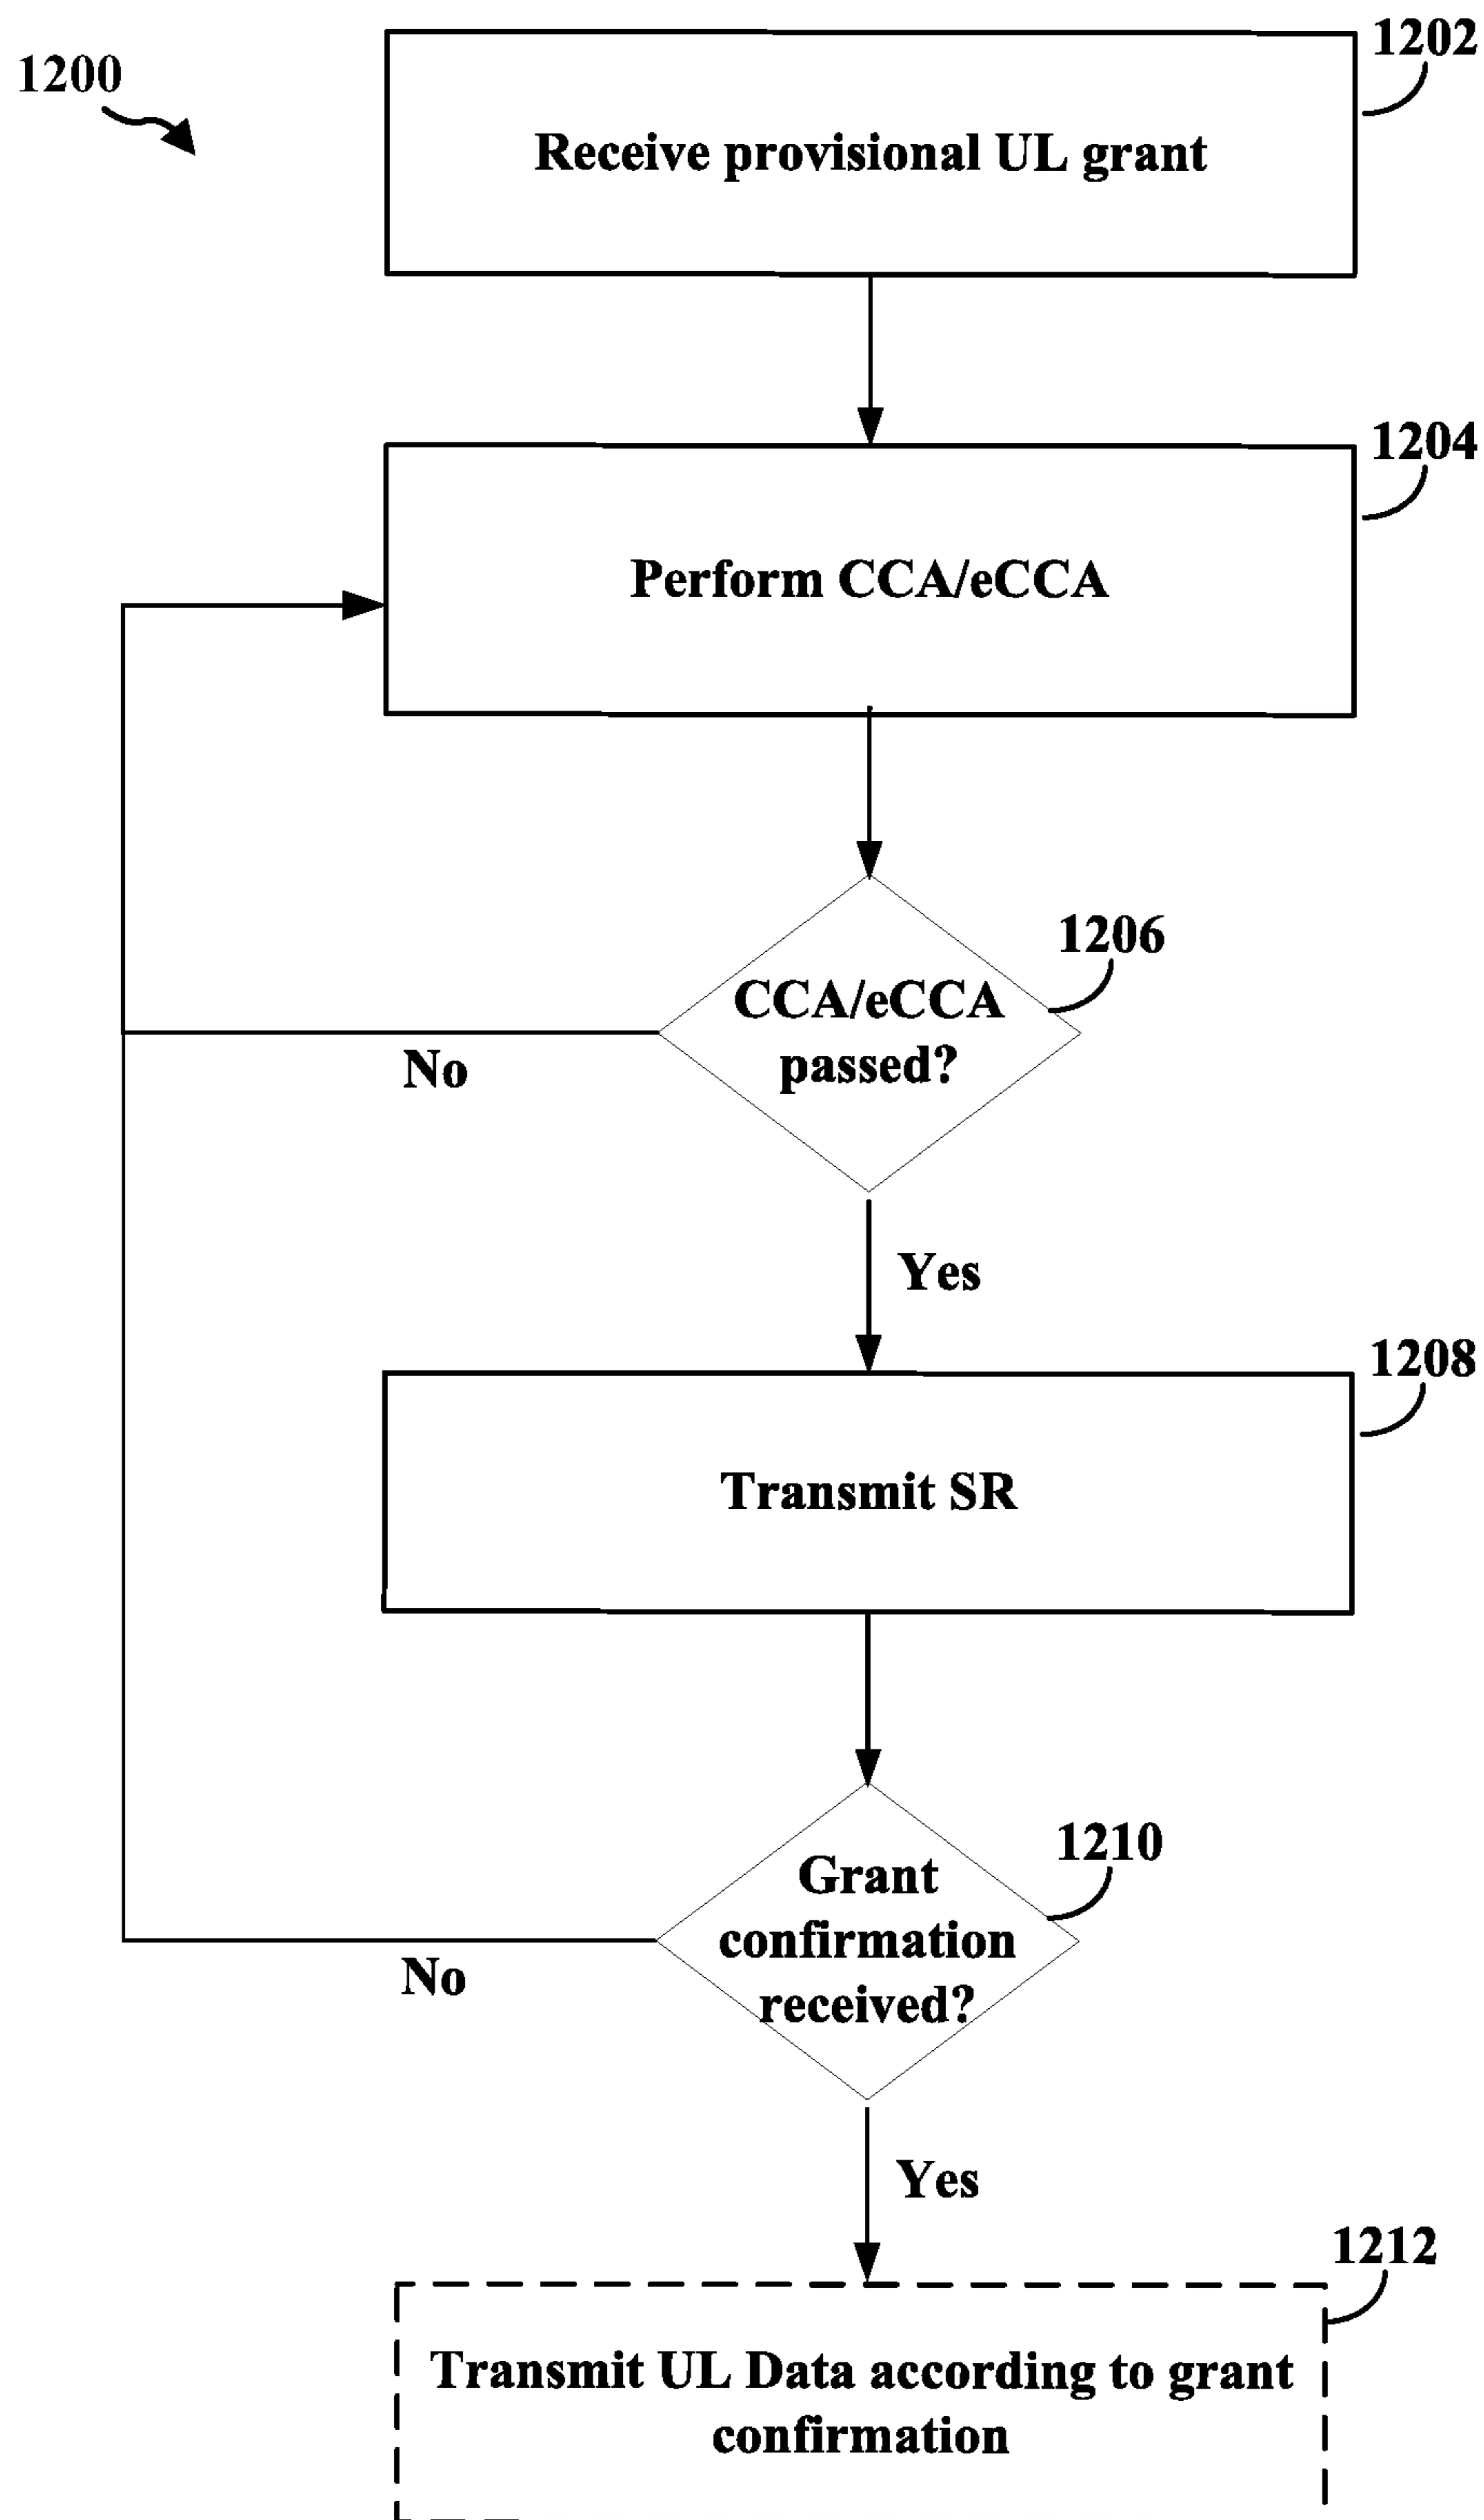 1200
1202
Receive provisional UL grant
1204
Perform CCA/eCCA
1206
CCA/eCCA
passed?
No
Yes
1208
Transmit SR
1210
Grant
confirmation
received?
No
Yes
1212
Transmit UL Data according to grant
confirmation